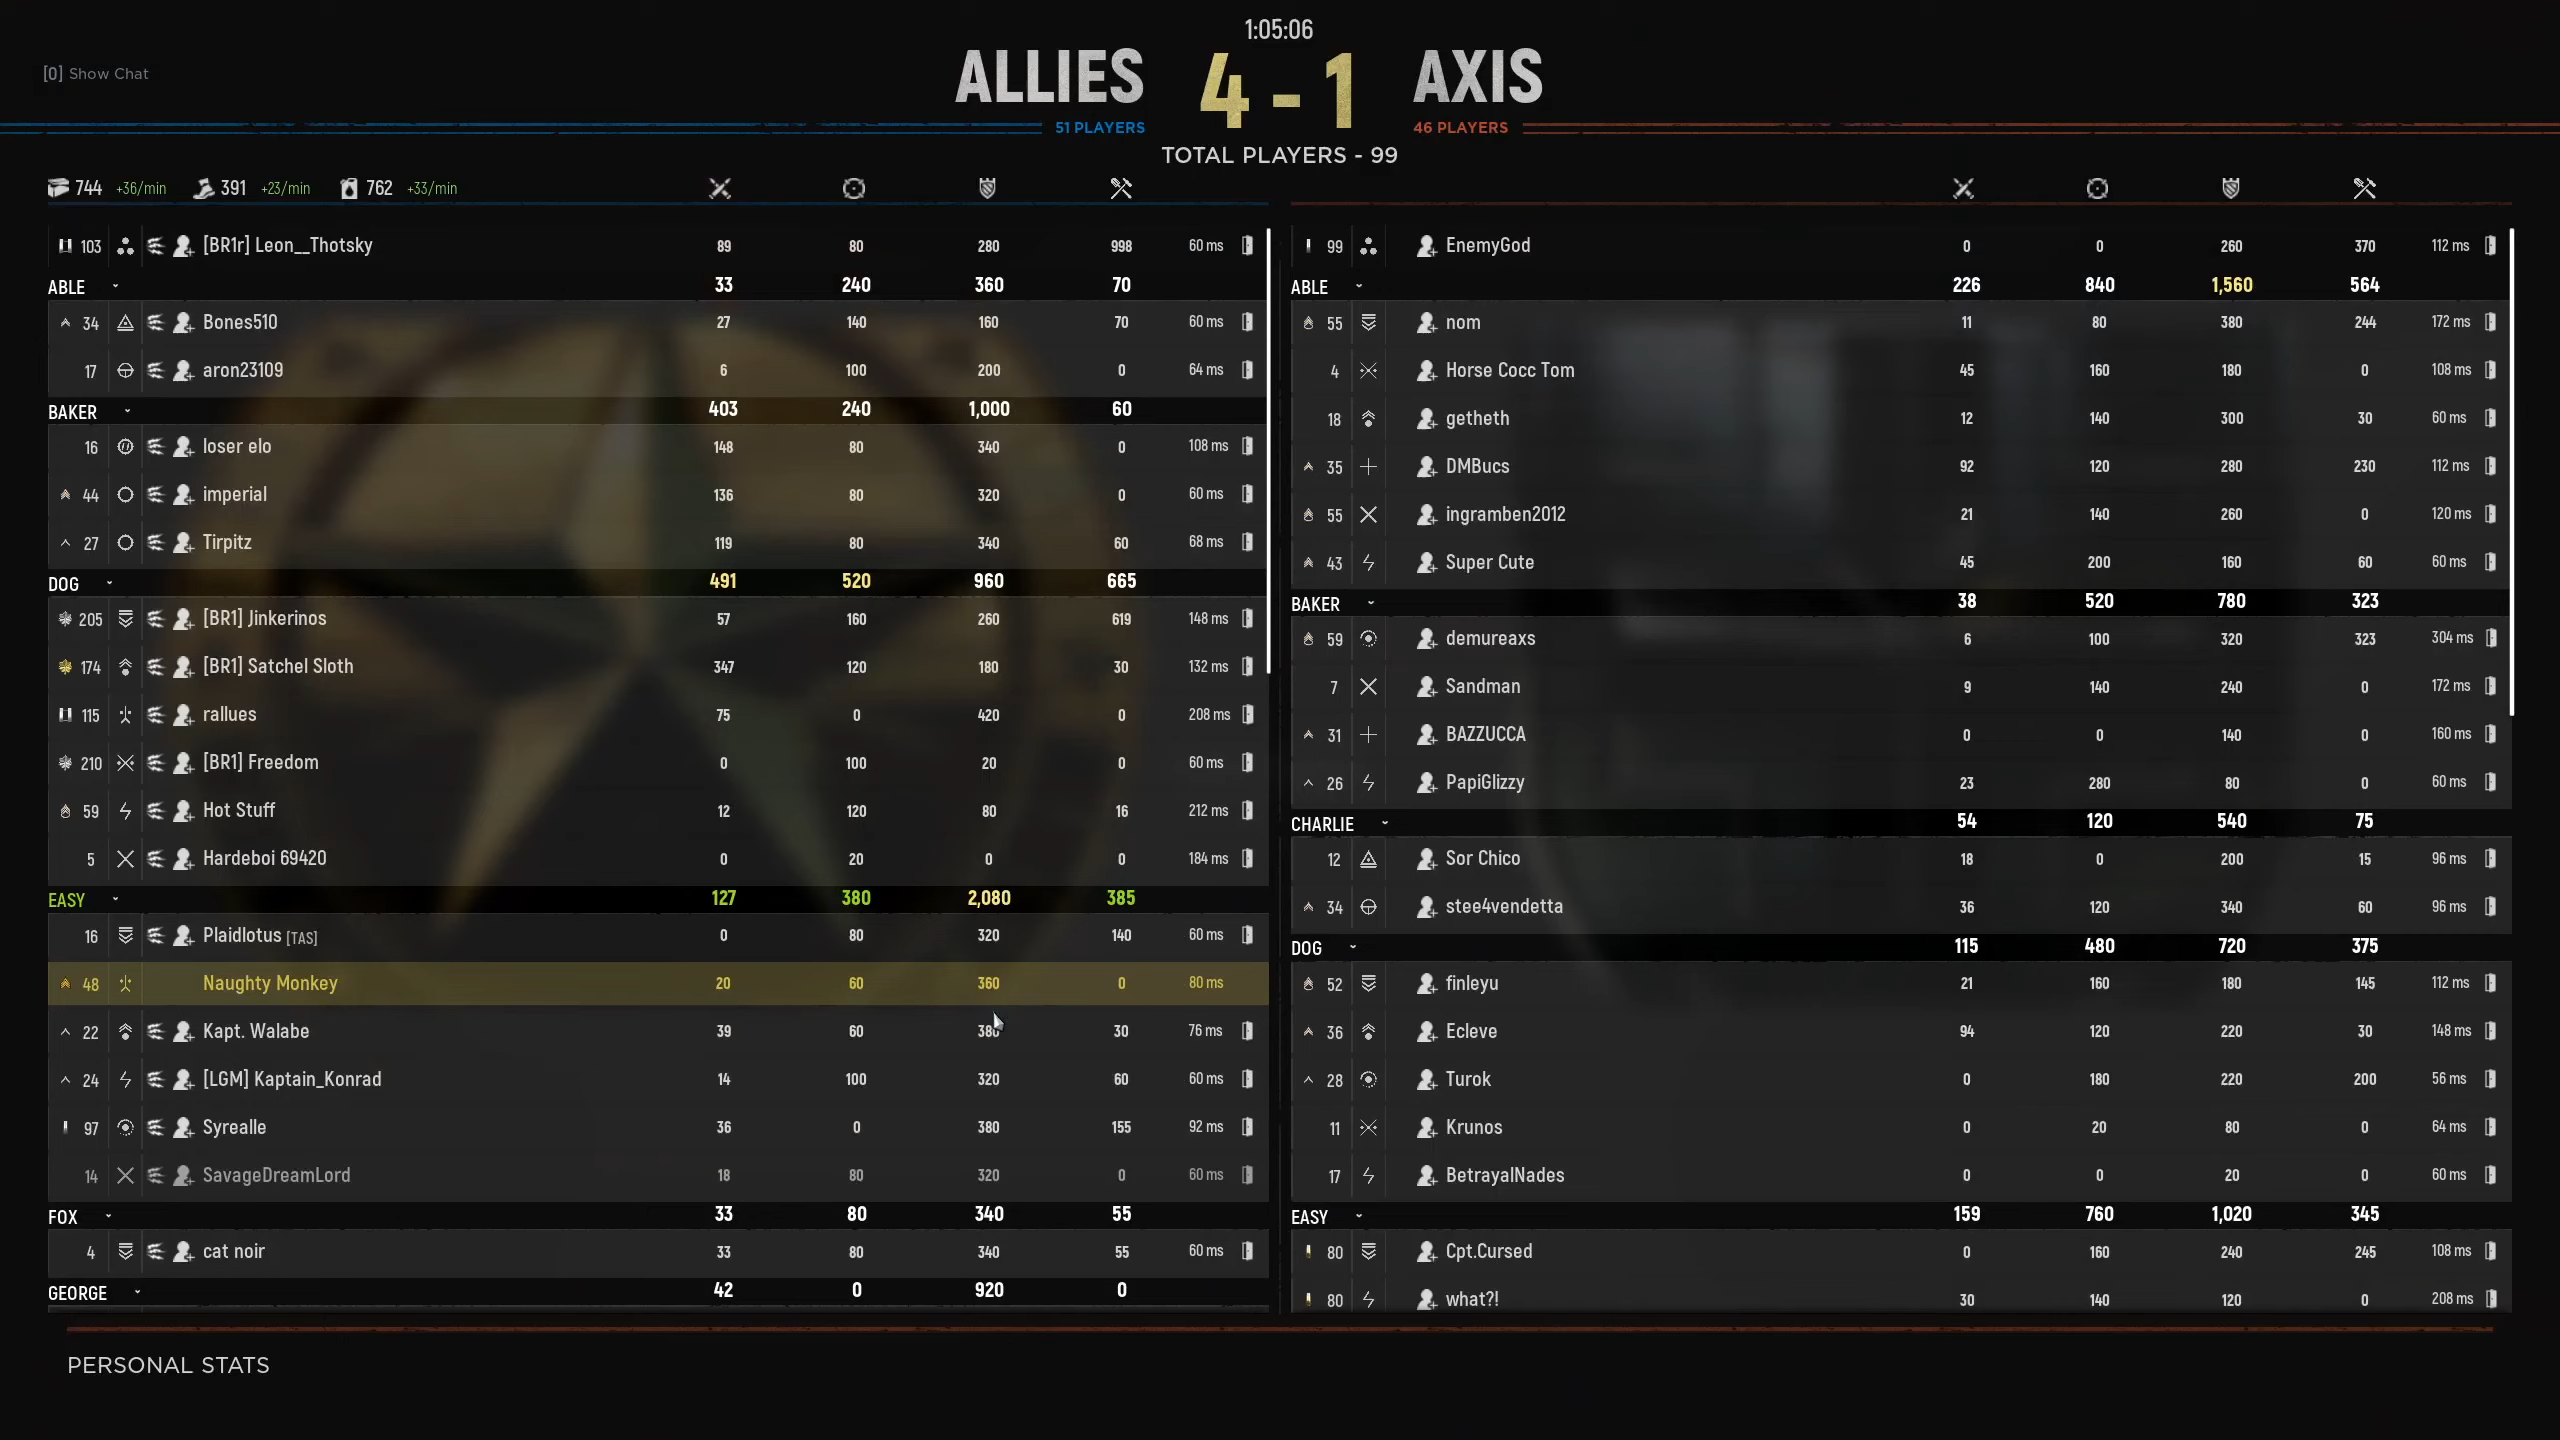 1:05:06
[O] Show Chat
ALLIES 4 - 1 AXIS
51 PLAYERS 46 PLAYERS
TOTAL PLAYERS - 99
744 +36/min 391 +23/min 762 +33/min
103 [BR1r] Leon__Thotsky 89 80 280 998 60 ms
ABLE 33 240 360 70
34 Bones510 27 140 160 70 60 ms
17 aron23109 6 100 200 0 64 ms
BAKER 403 240 1,000 60
16 loser elo 148 80 340 0 108 ms
44 imperial 136 80 320 0 60 ms
27 Tirpitz 119 80 340 60 68 ms
DOG 491 520 960 665
205 [BR1] Jinkerinos 57 160 260 619 148 ms
174 [BR1] Satchel Sloth 347 120 180 30 132 ms
115 rallues 75 0 420 0 208 ms
210 [BR1] Freedom 0 100 20 0 60 ms
59 Hot Stuff 12 120 80 16 212 ms
5 Hardeboi 69420 0 20 0 0 184 ms
EASY 127 380 2,080 385
16 Plaidlotus [TAS] 0 80 320 140 60 ms
48 Naughty Monkey 20 60 360 0 80 ms
22 Kapt. Walabe 39 60 380 30 76 ms
24 [LGM] Kaptain_Konrad 14 100 320 60 60 ms
97 Syrealle 36 0 380 155 92 ms
14 SavageDreamLord 18 80 320 0 60 ms
FOX 33 80 340 55
4 cat noir 33 80 340 55 60 ms
GEORGE 42 0 920 0
99 EnemyGod 0 0 260 370 112 ms
ABLE 226 840 1,560 564
55 nom 11 80 380 244 172 ms
4 Horse Cocc Tom 45 160 180 0 108 ms
18 getheth 12 140 300 30 60 ms
35 DMBucs 92 120 280 230 112 ms
55 ingramben2012 21 140 260 0 120 ms
43 Super Cute 45 200 160 60 60 ms
BAKER 38 520 780 323
59 demureaxs 6 100 320 323 304 ms
7 Sandman 9 140 240 0 172 ms
31 BAZZUCCA 0 0 140 0 160 ms
26 PapiGlizzy 23 280 80 0 60 ms
CHARLIE 54 120 540 75
12 Sor Chico 18 0 200 15 96 ms
34 stee4vendetta 36 120 340 60 96 ms
DOG 115 480 720 375
52 finleyu 21 160 180 145 112 ms
36 Ecleve 94 120 220 30 148 ms
28 Turok 0 180 220 200 56 ms
11 Krunos 0 20 80 0 64 ms
17 BetrayalNades 0 0 20 0 60 ms
EASY 159 760 1,020 345
80 Cpt.Cursed 0 160 240 245 108 ms
80 what?! 30 140 120 0 208 ms
PERSONAL STATS